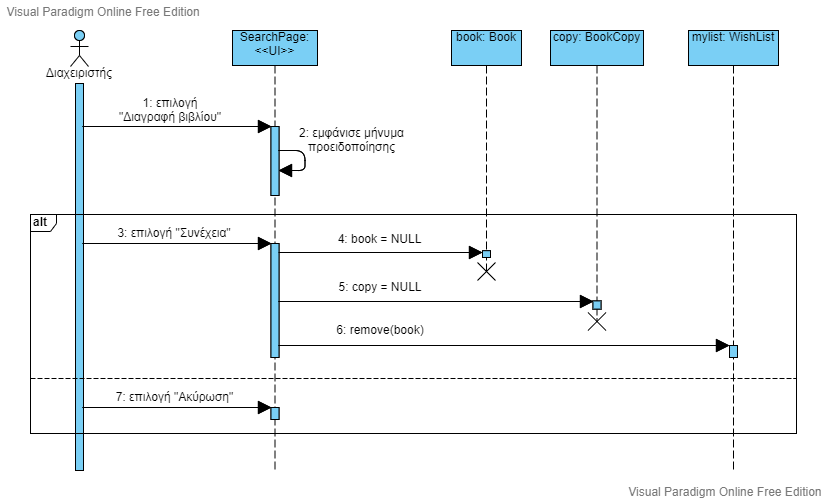 Visual Paradigm Online Free Edition
Διαχειριστής
SearchPage:
<<UI>>
book: Book
copy: BookCopy
mylist: WishList
1: επιλογή
"Διαγραφή βιβλίου"
2: εμφάνισε μήνυμα
προειδοποίησης
alt
3: επιλογή "Συνέχεια"
4: book = NULL
5: copy = NULL
6: remove(book)
7: επιλογή "Ακύρωση"
Visual Paradigm Online Free Edition